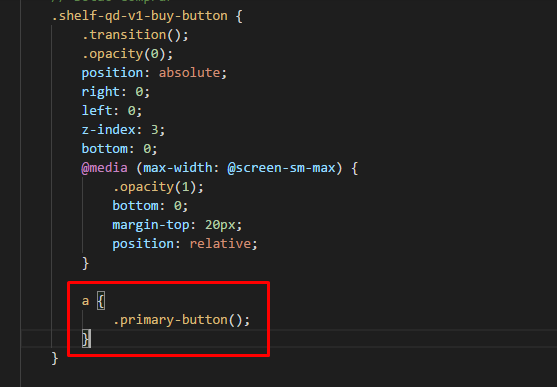 .shelf-qd-v1-buy-button {
.transition();
.opacity(0);
position: absolute;
right: 0;
left: 0;
z-index: 3;
bottom: 0;
@media (max-width: @screen-sm-max) {
.opacity(1);
bottom: 0;
margin-top: 20px;
position: relative;
}
a {
.primary-button();
}
}